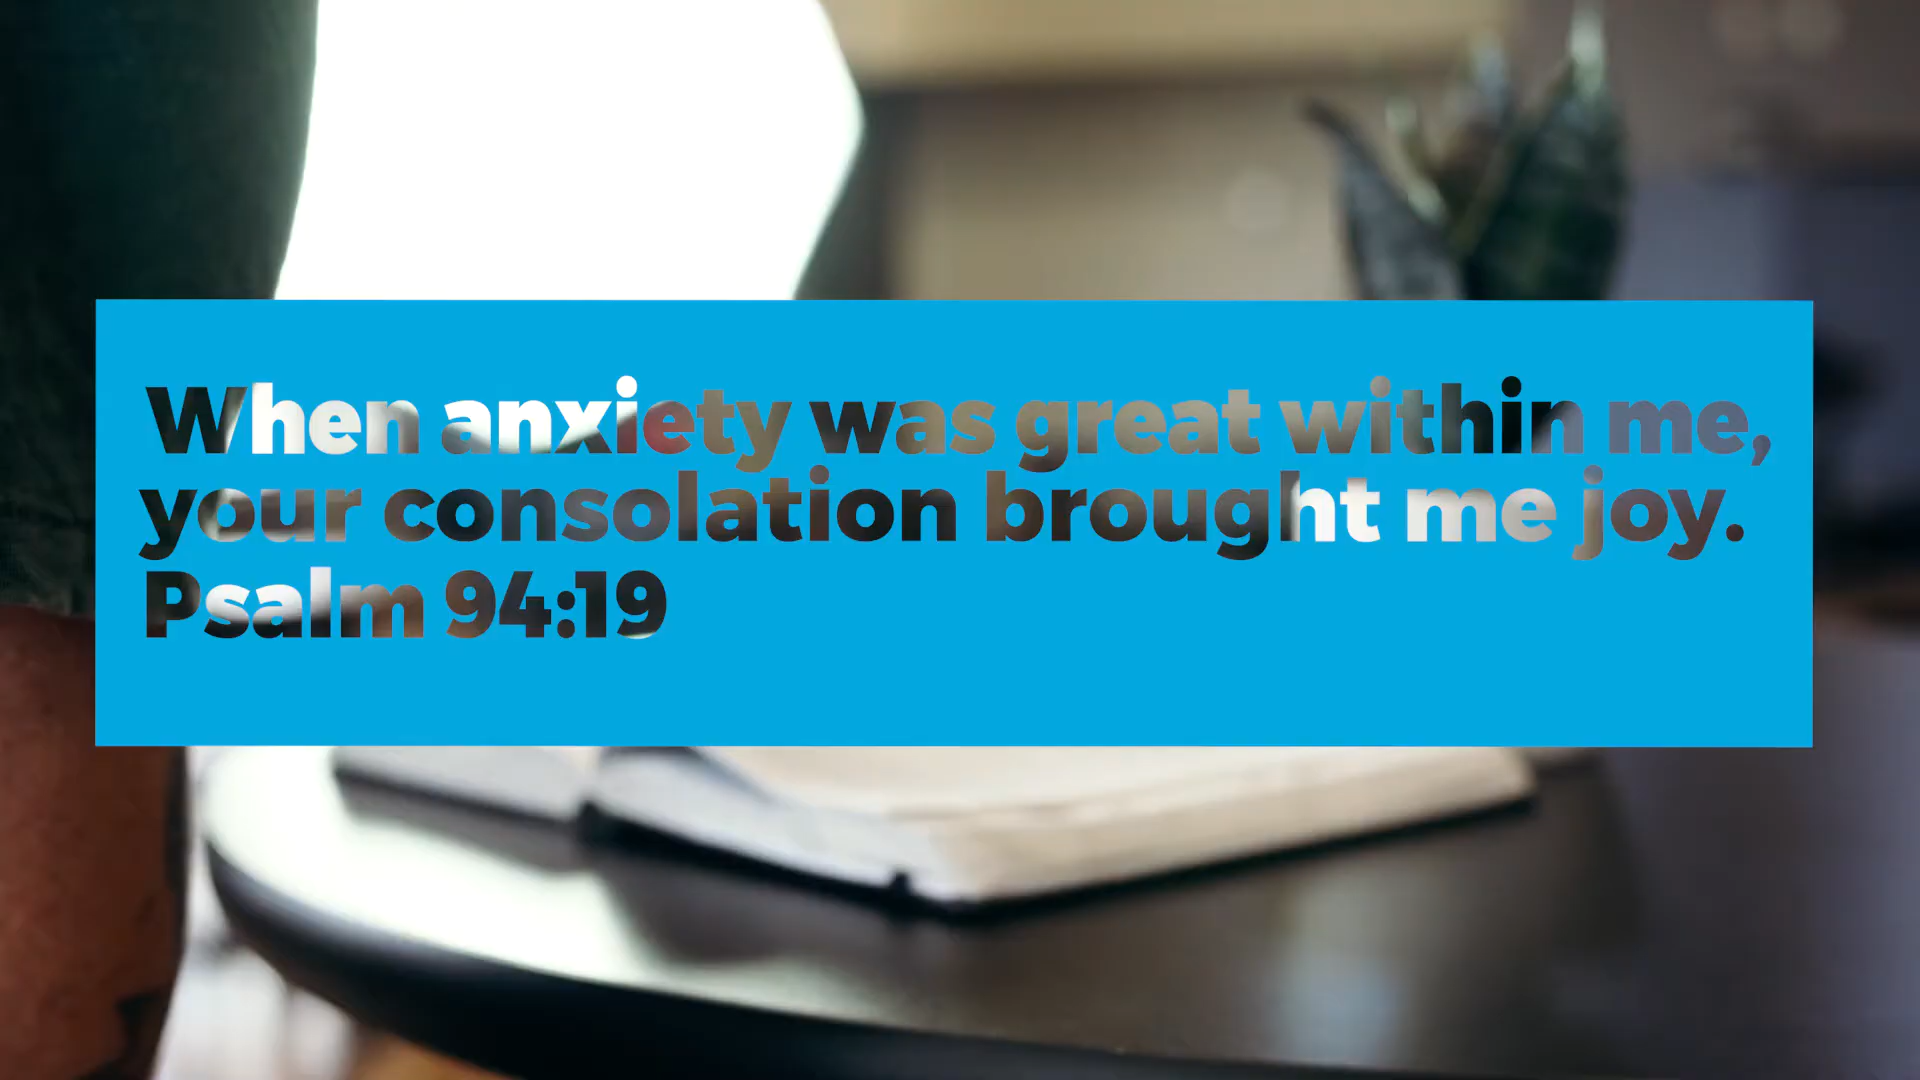 When anxiety was great within me,
your consolation brought me joy.
Psalm 94:19